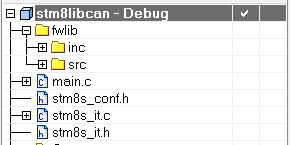 stm8libcan - Debug
fwlib
inc
src
main.c
stm8s_conf.h
stm8s_it.c
stm8s_it.h